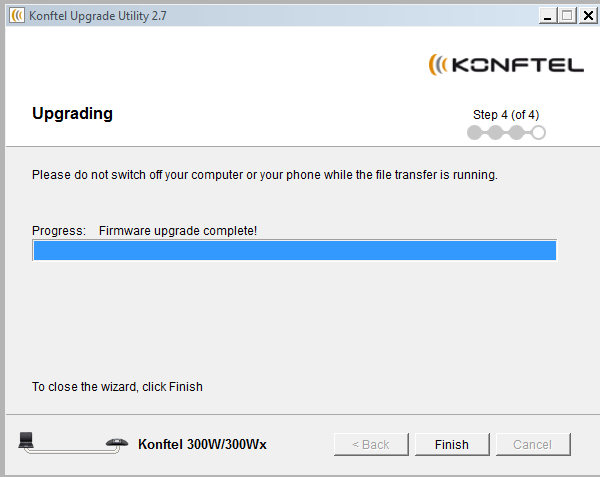 Konftel Upgrade Utility 2.7
KONFTEL
Upgrading
Step 4 (of 4)
Please do not switch off your computer or your phone while the file transfer is running.
Progress: Firmware upgrade complete!
To close the wizard, click Finish
Konftel 300W/300Wx
< Back
Finish
Cancel